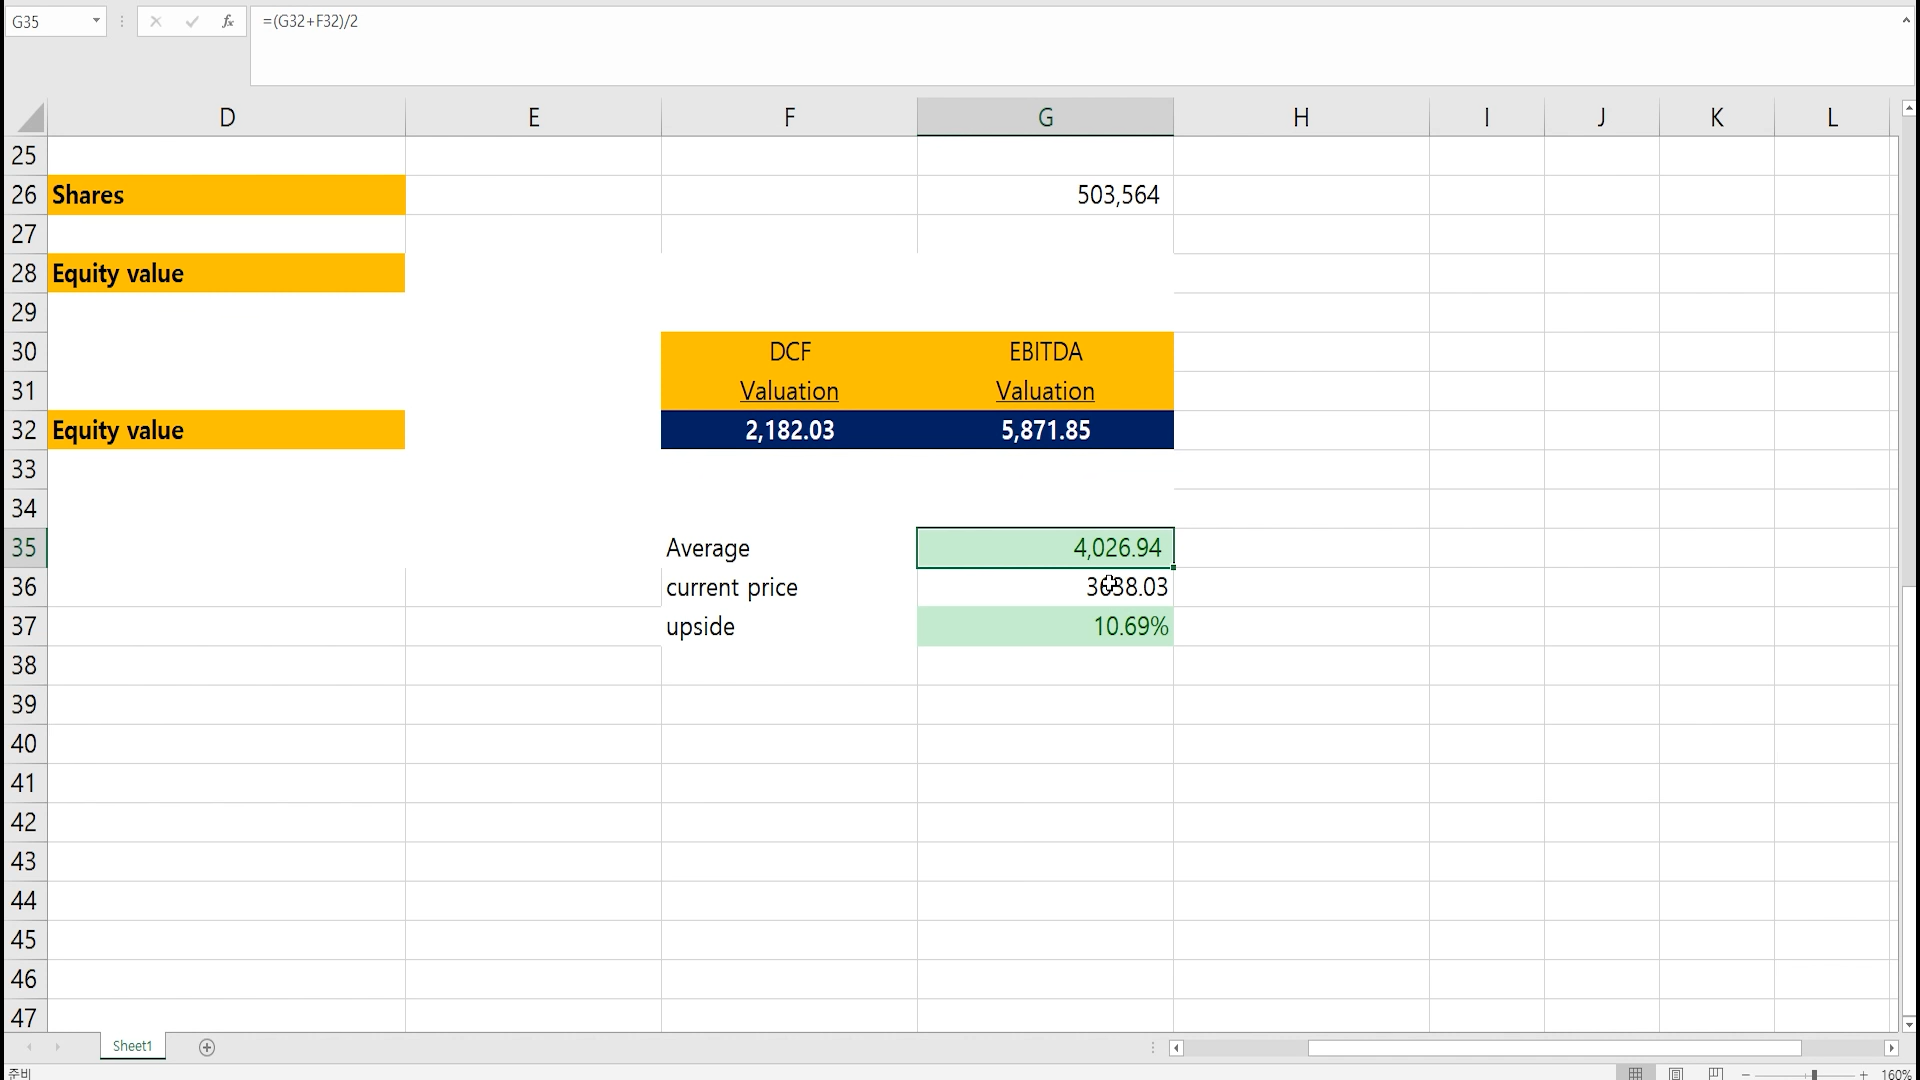 G35
fx
=(G32+F32)/2
D E F G H I J K L
25
26 Shares 503,564
27
28 Equity value
29
30 DCF EBITDA
31 Valuation Valuation
32 Equity value 2,182.03 5,871.85
33
34
35 Average 4,026.94
36 current price 3638.03
37 upside 10.69%
38
39
40
41
42
43
44
45
46
47
Sheet1
준비 160%